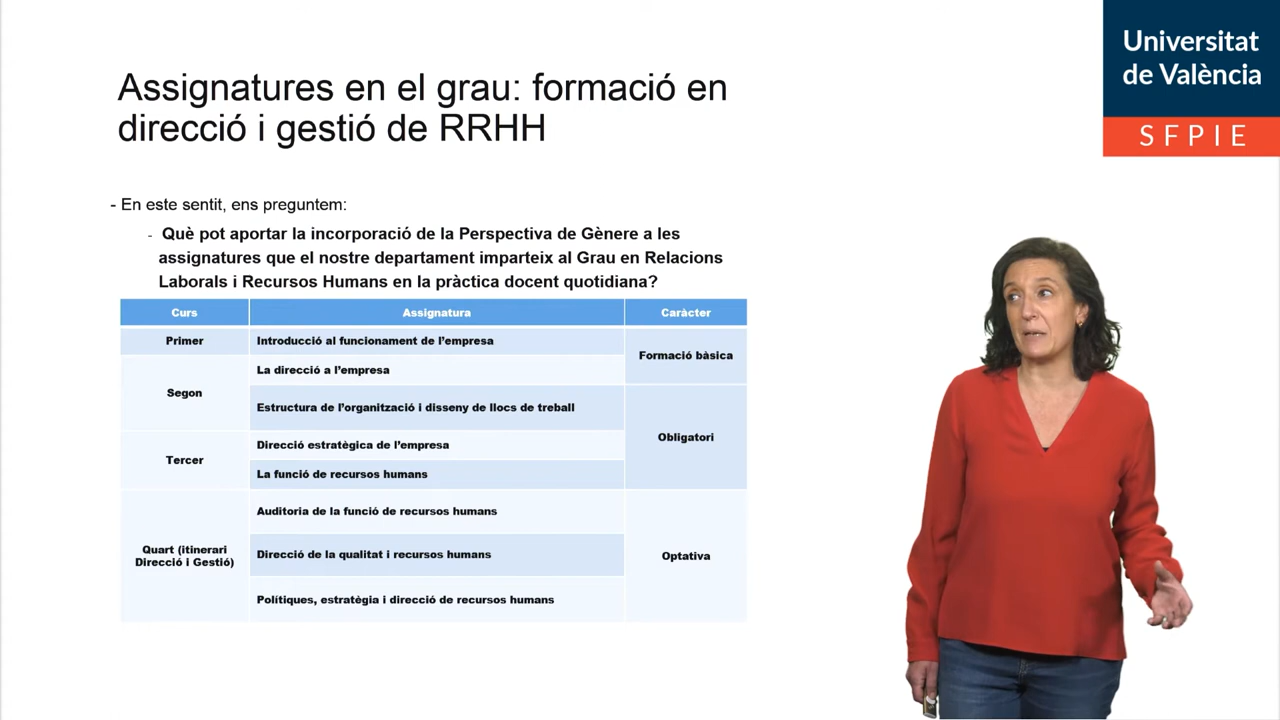 Universitat
de València
SFPIE
Assignatures en el grau: formació en
direcció i gestió de RRHH
- En este sentit, ens preguntem:
- Què pot aportar la incorporació de la Perspectiva de Gènere a les
assignatures que el nostre departament imparteix al Grau en Relacions
Laborals i Recursos Humans en la pràctica docent quotidiana?
Curs Assignatura Caràcter
Primer Introducció al funcionament de l’empresa Formació bàsica
Segon La direcció a l’empresa
Estructura de l’organització i disseny de llocs de treball Obligatori
Tercer Direcció estratègica de l’empresa
La funció de recursos humans
Quart (itinerari
Direcció i Gestió) Auditoria de la funció de recursos humans Optativa
Direcció de la qualitat i recursos humans
Polítiques, estratègia i direcció de recursos humans